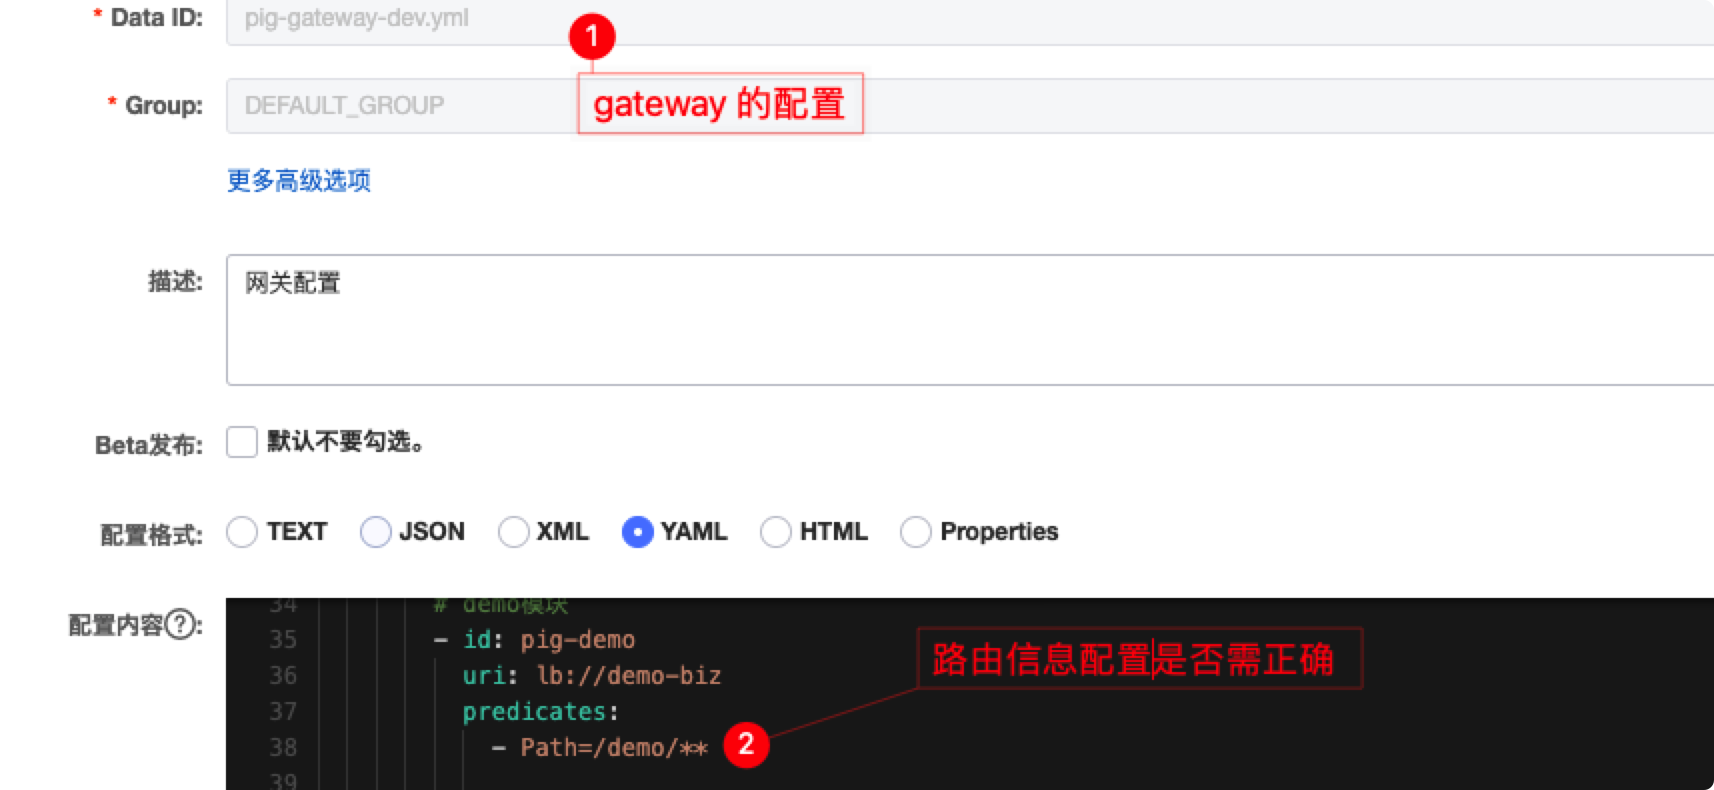 * Data ID: pig-gateway-dev.yml
1
* Group: DEFAULT_GROUP
gateway 的配置
更多高级选项
描述: 网关配置
Beta发布: 默认不要勾选。
配置格式: TEXT JSON XML YAML HTML Properties
配置内容?:
34 # demo模块
35 - id: pig-demo
路由信息配置是否需正确
36 uri: lb://demo-biz
37 predicates:
38 - Path=/demo/**
2
39